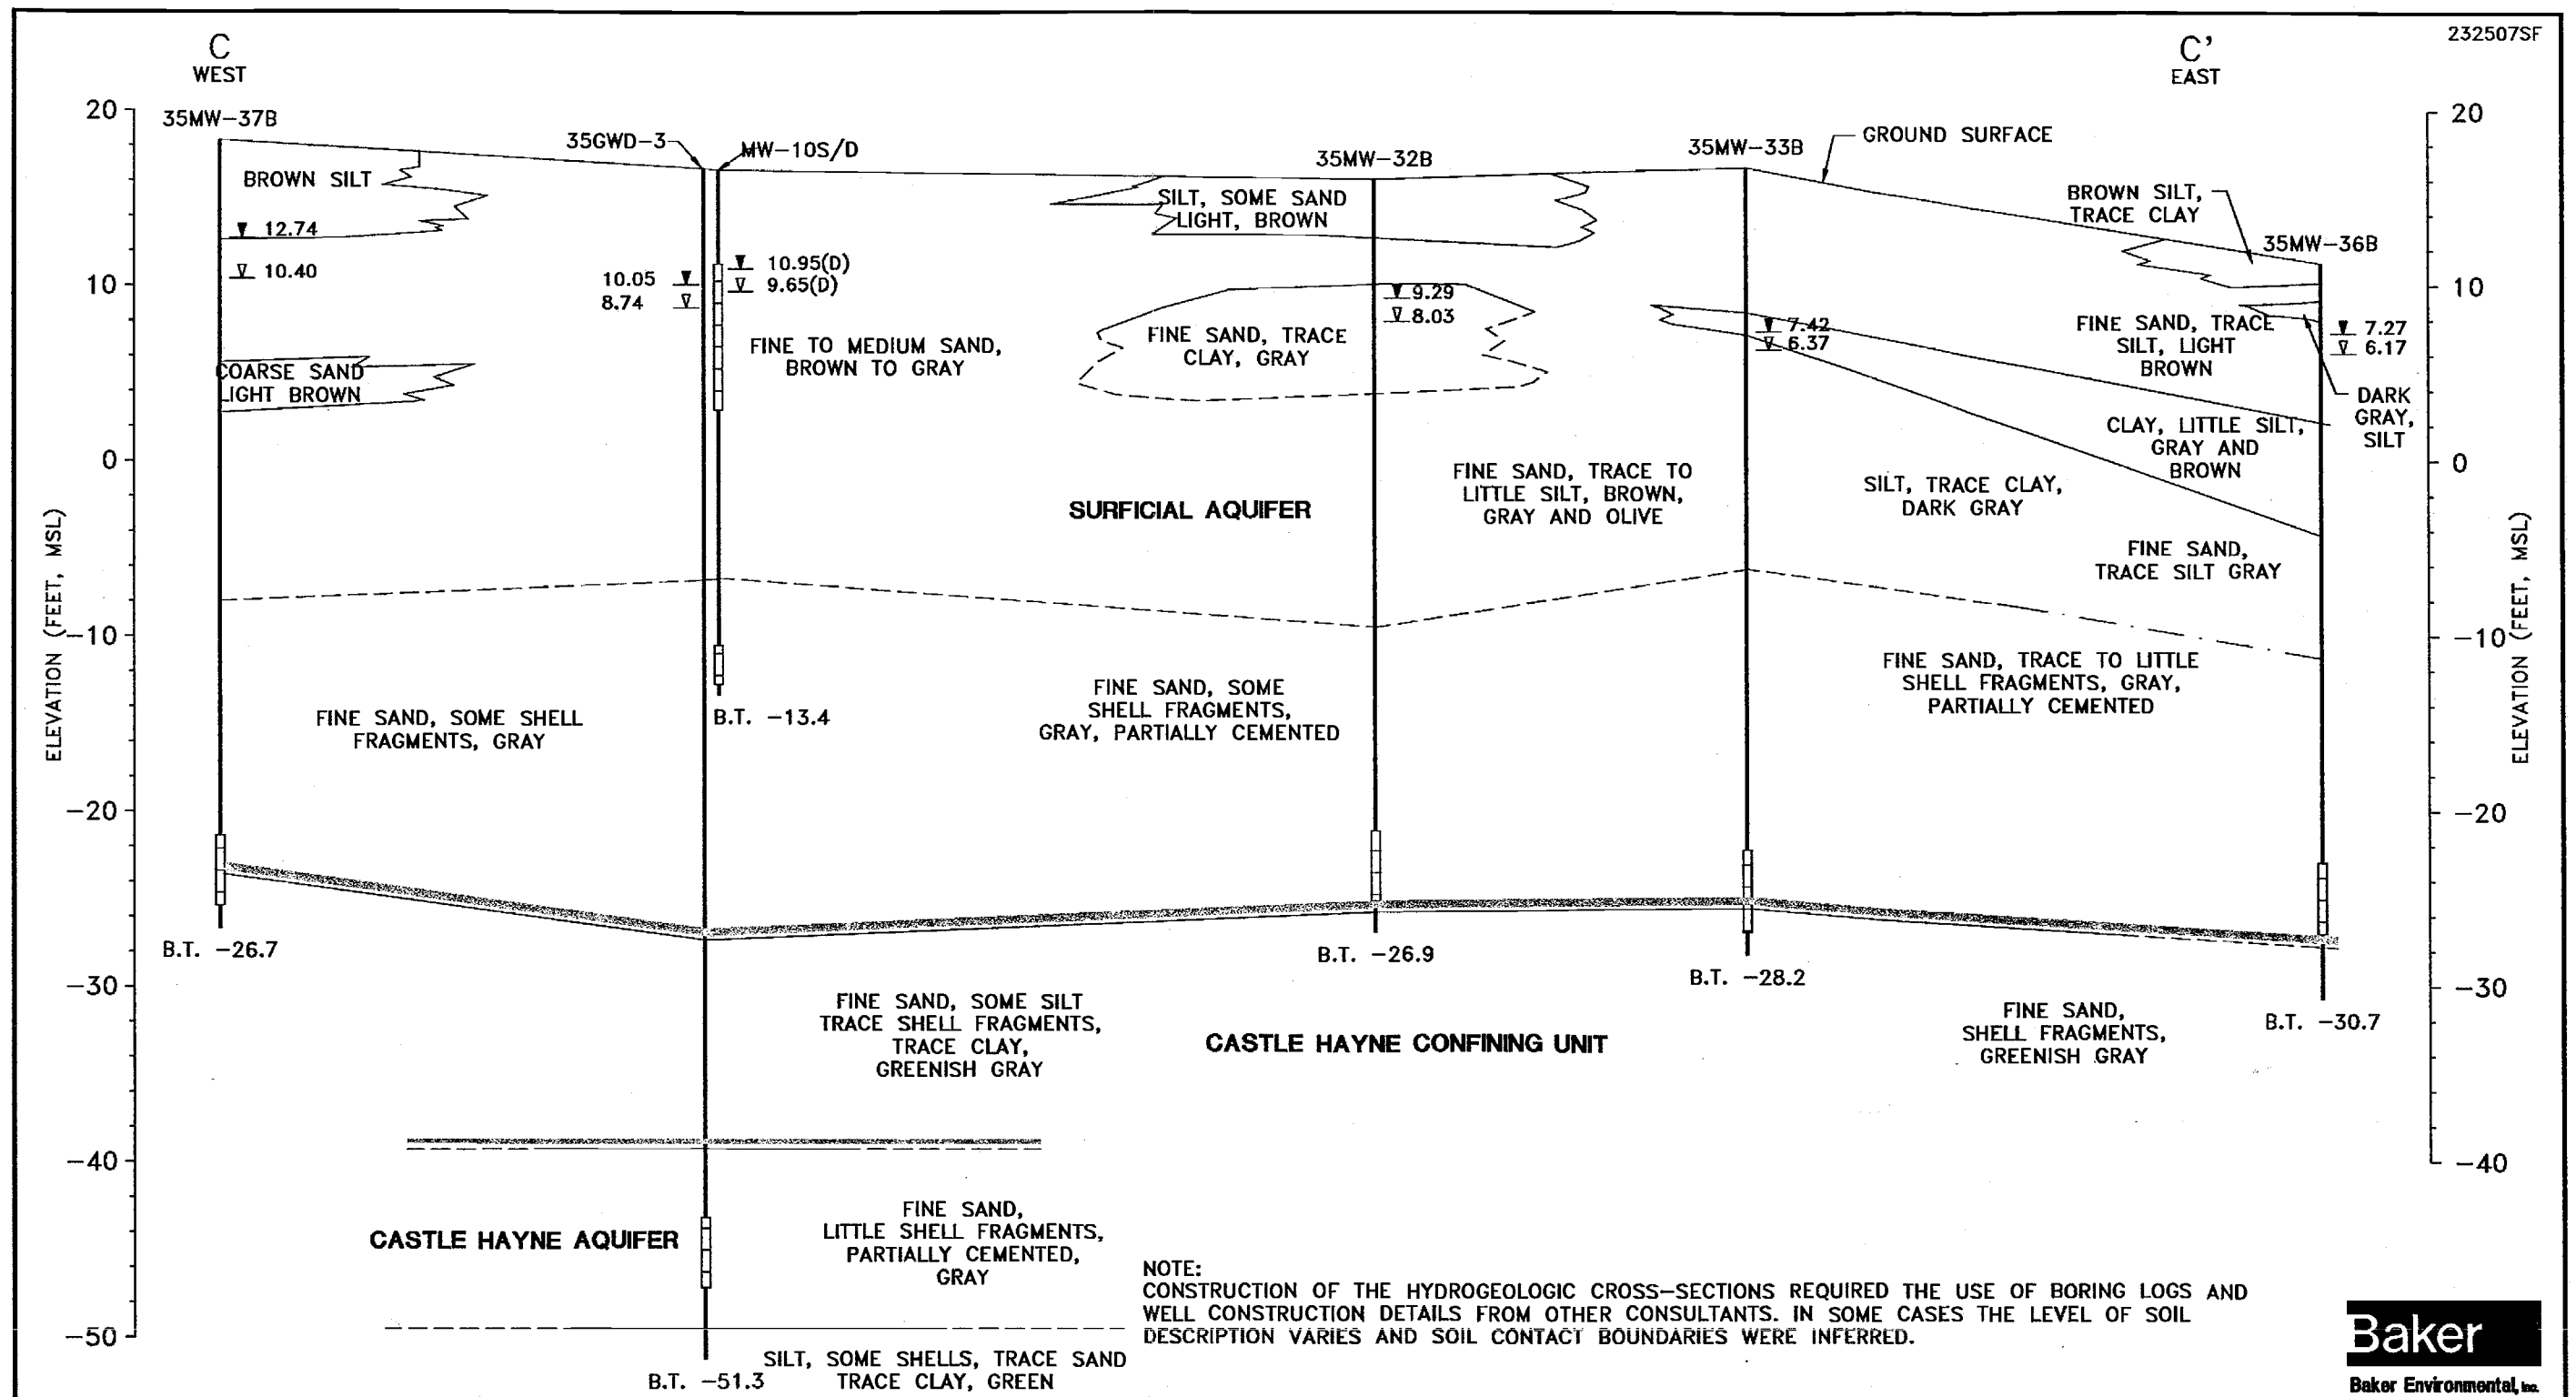 232507SF
C
WEST
C'
EAST
20
10
0
-10
-20
-30
-40
-50
ELEVATION (FEET, MSL)
35MW-37B
BROWN SILT
12.74
10.40
COARSE SAND
LIGHT BROWN
FINE SAND, SOME SHELL
FRAGMENTS, GRAY
B.T. -26.7
35GWD-3
MW-10S/D
10.05
8.74
10.95(D)
9.65(D)
FINE TO MEDIUM SAND,
BROWN TO GRAY
B.T. -13.4
SILT, SOME SAND
LIGHT, BROWN
35MW-32B
FINE SAND, TRACE
CLAY, GRAY
9.29
8.03
SURFICIAL AQUIFER
FINE SAND, TRACE TO
LITTLE SILT, BROWN,
GRAY AND OLIVE
FINE SAND, SOME
SHELL FRAGMENTS,
GRAY, PARTIALLY CEMENTED
B.T. -26.9
35MW-33B
GROUND SURFACE
7.42
6.37
SILT, TRACE CLAY,
DARK GRAY
B.T. -28.2
BROWN SILT,
TRACE CLAY
35MW-36B
FINE SAND, TRACE
SILT, LIGHT
BROWN
7.27
6.17
DARK
GRAY,
SILT
CLAY, LITTLE SILT,
GRAY AND
BROWN
FINE SAND,
TRACE SILT GRAY
FINE SAND, TRACE TO LITTLE
SHELL FRAGMENTS, GRAY,
PARTIALLY CEMENTED
B.T. -30.7
20
10
0
-10
-20
-30
-40
ELEVATION (FEET, MSL)
FINE SAND, SOME SILT
TRACE SHELL FRAGMENTS,
TRACE CLAY,
GREENISH GRAY
CASTLE HAYNE CONFINING UNIT
FINE SAND,
SHELL FRAGMENTS,
GREENISH GRAY
CASTLE HAYNE AQUIFER
FINE SAND,
LITTLE SHELL FRAGMENTS,
PARTIALLY CEMENTED,
GRAY
SILT, SOME SHELLS, TRACE SAND
TRACE CLAY, GREEN
B.T. -51.3
NOTE:
CONSTRUCTION OF THE HYDROGEOLOGIC CROSS-SECTIONS REQUIRED THE USE OF BORING LOGS AND
WELL CONSTRUCTION DETAILS FROM OTHER CONSULTANTS. IN SOME CASES THE LEVEL OF SOIL
DESCRIPTION VARIES AND SOIL CONTACT BOUNDARIES WERE INFERRED.
Baker
Baker Environmental, Inc.